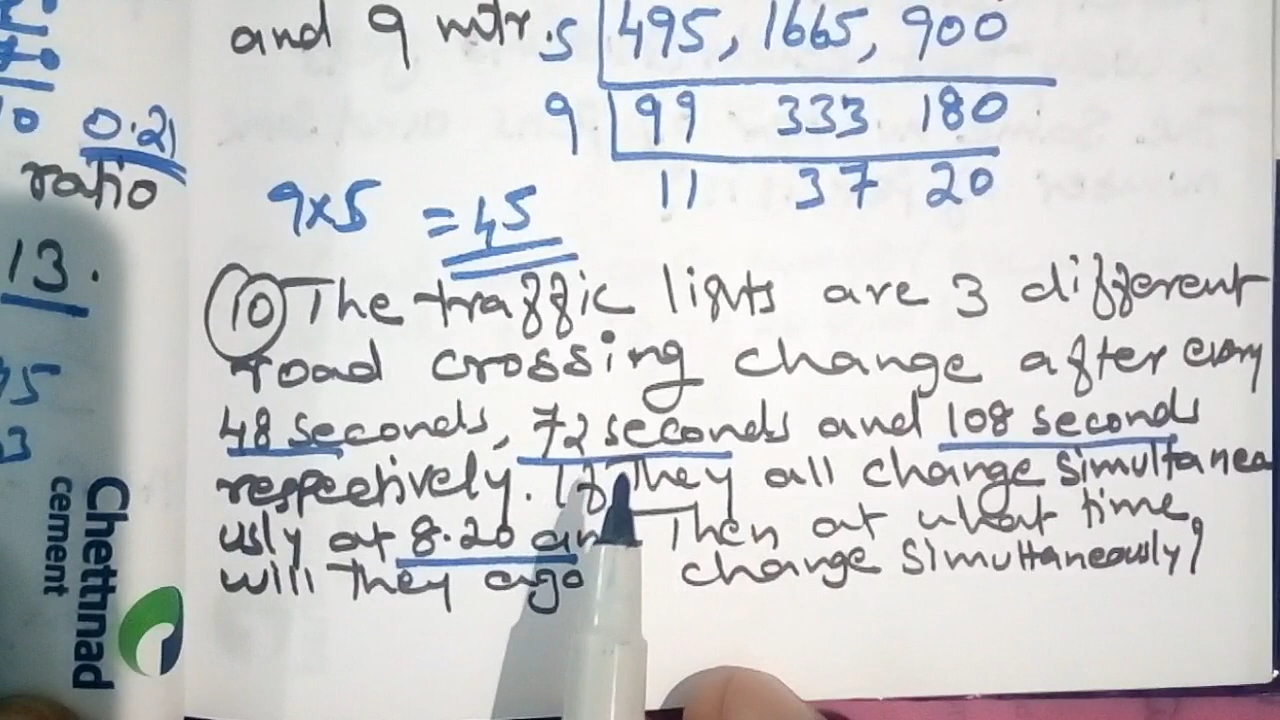 and 9 mtr.
5 495, 1665, 900
9 99 333 180
11 37 20
0.21
ratio
9x5 = 45
13.
(10) The traffic lights are 3 different
road crossing change after every
48 seconds, 72 seconds and 108 seconds
respectively. If They all change simultaneo
usly at 8.20 am Then at what time
will they change simultaneously?
Chettinad
cement